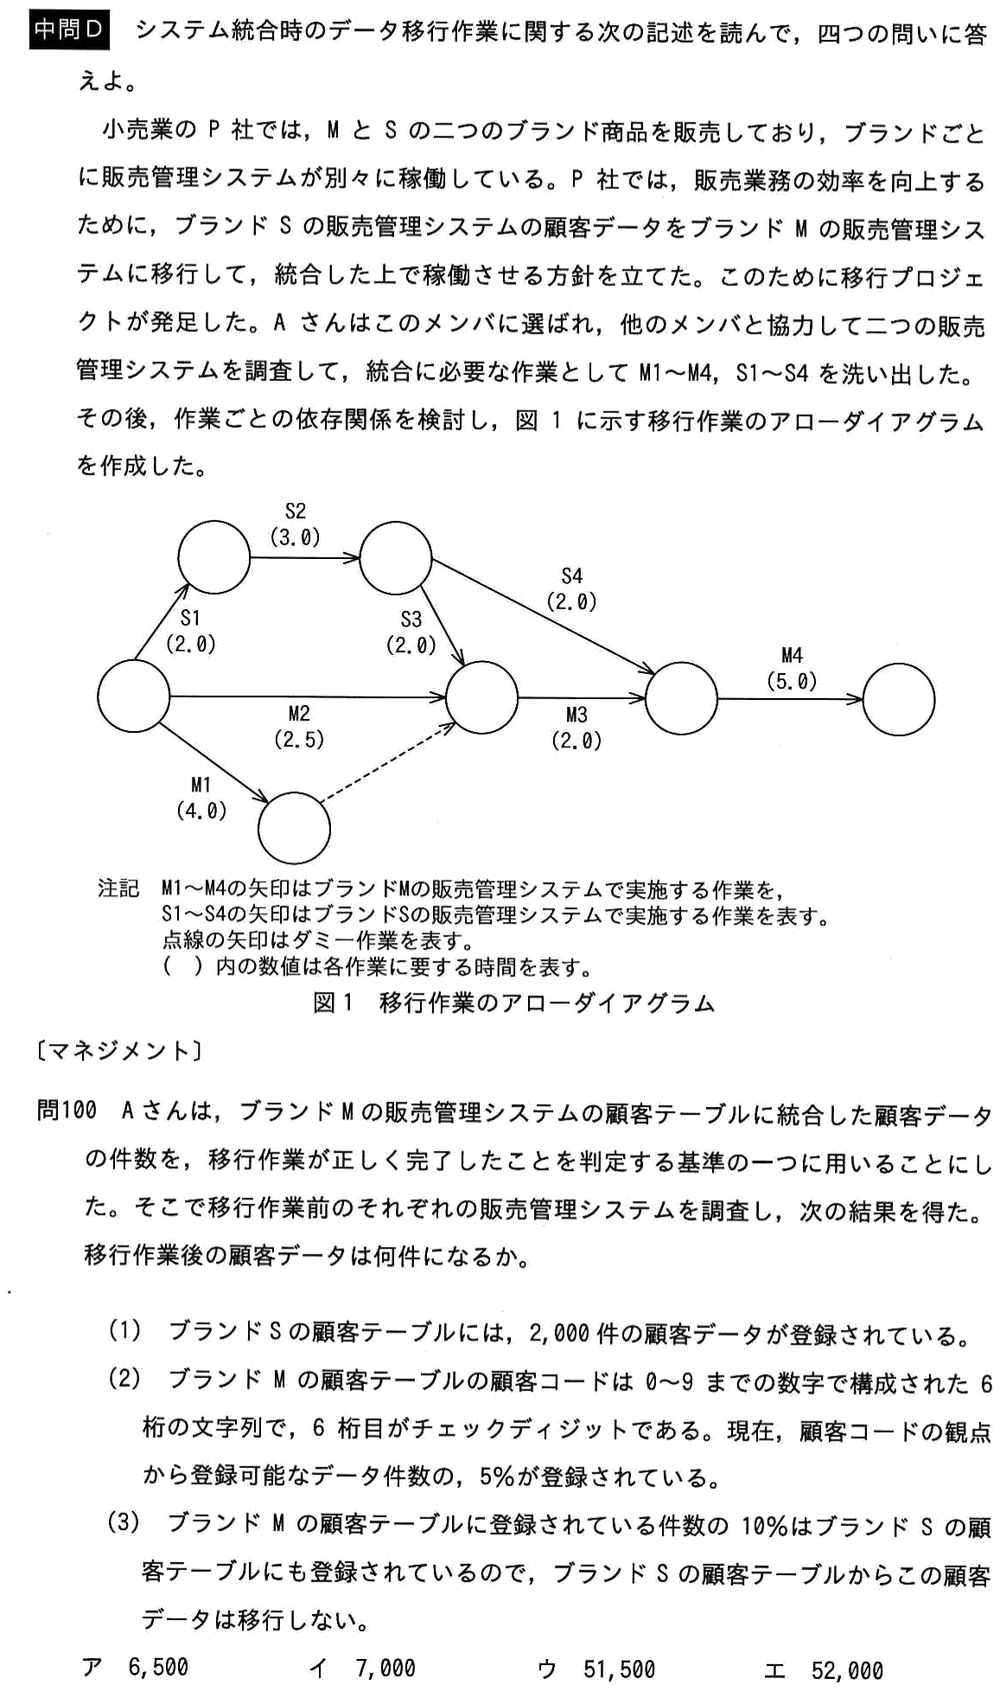 中問D システム統合時のデータ移行作業に関する次の記述を読んで，四つの問いに答
えよ。
小売業の P 社では，M と S の二つのブランド商品を販売しており，ブランドごと
に販売管理システムが別々に稼働している。P 社では，販売業務の効率を向上する
ために，ブランド S の販売管理システムの顧客データをブランド M の販売管理シス
テムに移行して，統合した上で稼働させる方針を立てた。このために移行プロジェ
クトが発足した。A さんはこのメンバに選ばれ，他のメンバと協力して二つの販売
管理システムを調査して，統合に必要な作業として M1～M4，S1～S4 を洗い出した。
その後，作業ごとの依存関係を検討し，図 1 に示す移行作業のアローダイアグラム
を作成した。
S2
(3.0)
S4
(2.0)
S1
(2.0)
S3
(2.0)
M4
(5.0)
M2
(2.5)
M3
(2.0)
M1
(4.0)
注記 M1～M4の矢印はブランドMの販売管理システムで実施する作業を，
S1～S4の矢印はブランドSの販売管理システムで実施する作業を表す。
点線の矢印はダミー作業を表す。
( ) 内の数値は各作業に要する時間を表す。
図1 移行作業のアローダイアグラム
〔マネジメント〕
問100 Aさんは，ブランドMの販売管理システムの顧客テーブルに統合した顧客データ
の件数を，移行作業が正しく完了したことを判定する基準の一つに用いることにし
た。そこで移行作業前のそれぞれの販売管理システムを調査し，次の結果を得た。
移行作業後の顧客データは何件になるか。
(1) ブランドSの顧客テーブルには，2,000件の顧客データが登録されている。
(2) ブランド M の顧客テーブルの顧客コードは 0～9 までの数字で構成された 6
桁の文字列で，6 桁目がチェックディジットである。現在，顧客コードの観点
から登録可能なデータ件数の，5％が登録されている。
(3) ブランド M の顧客テーブルに登録されている件数の 10％はブランド S の顧
客テーブルにも登録されているので，ブランド S の顧客テーブルからこの顧客
データは移行しない。
ア 6,500 イ 7,000 ウ 51,500 エ 52,000